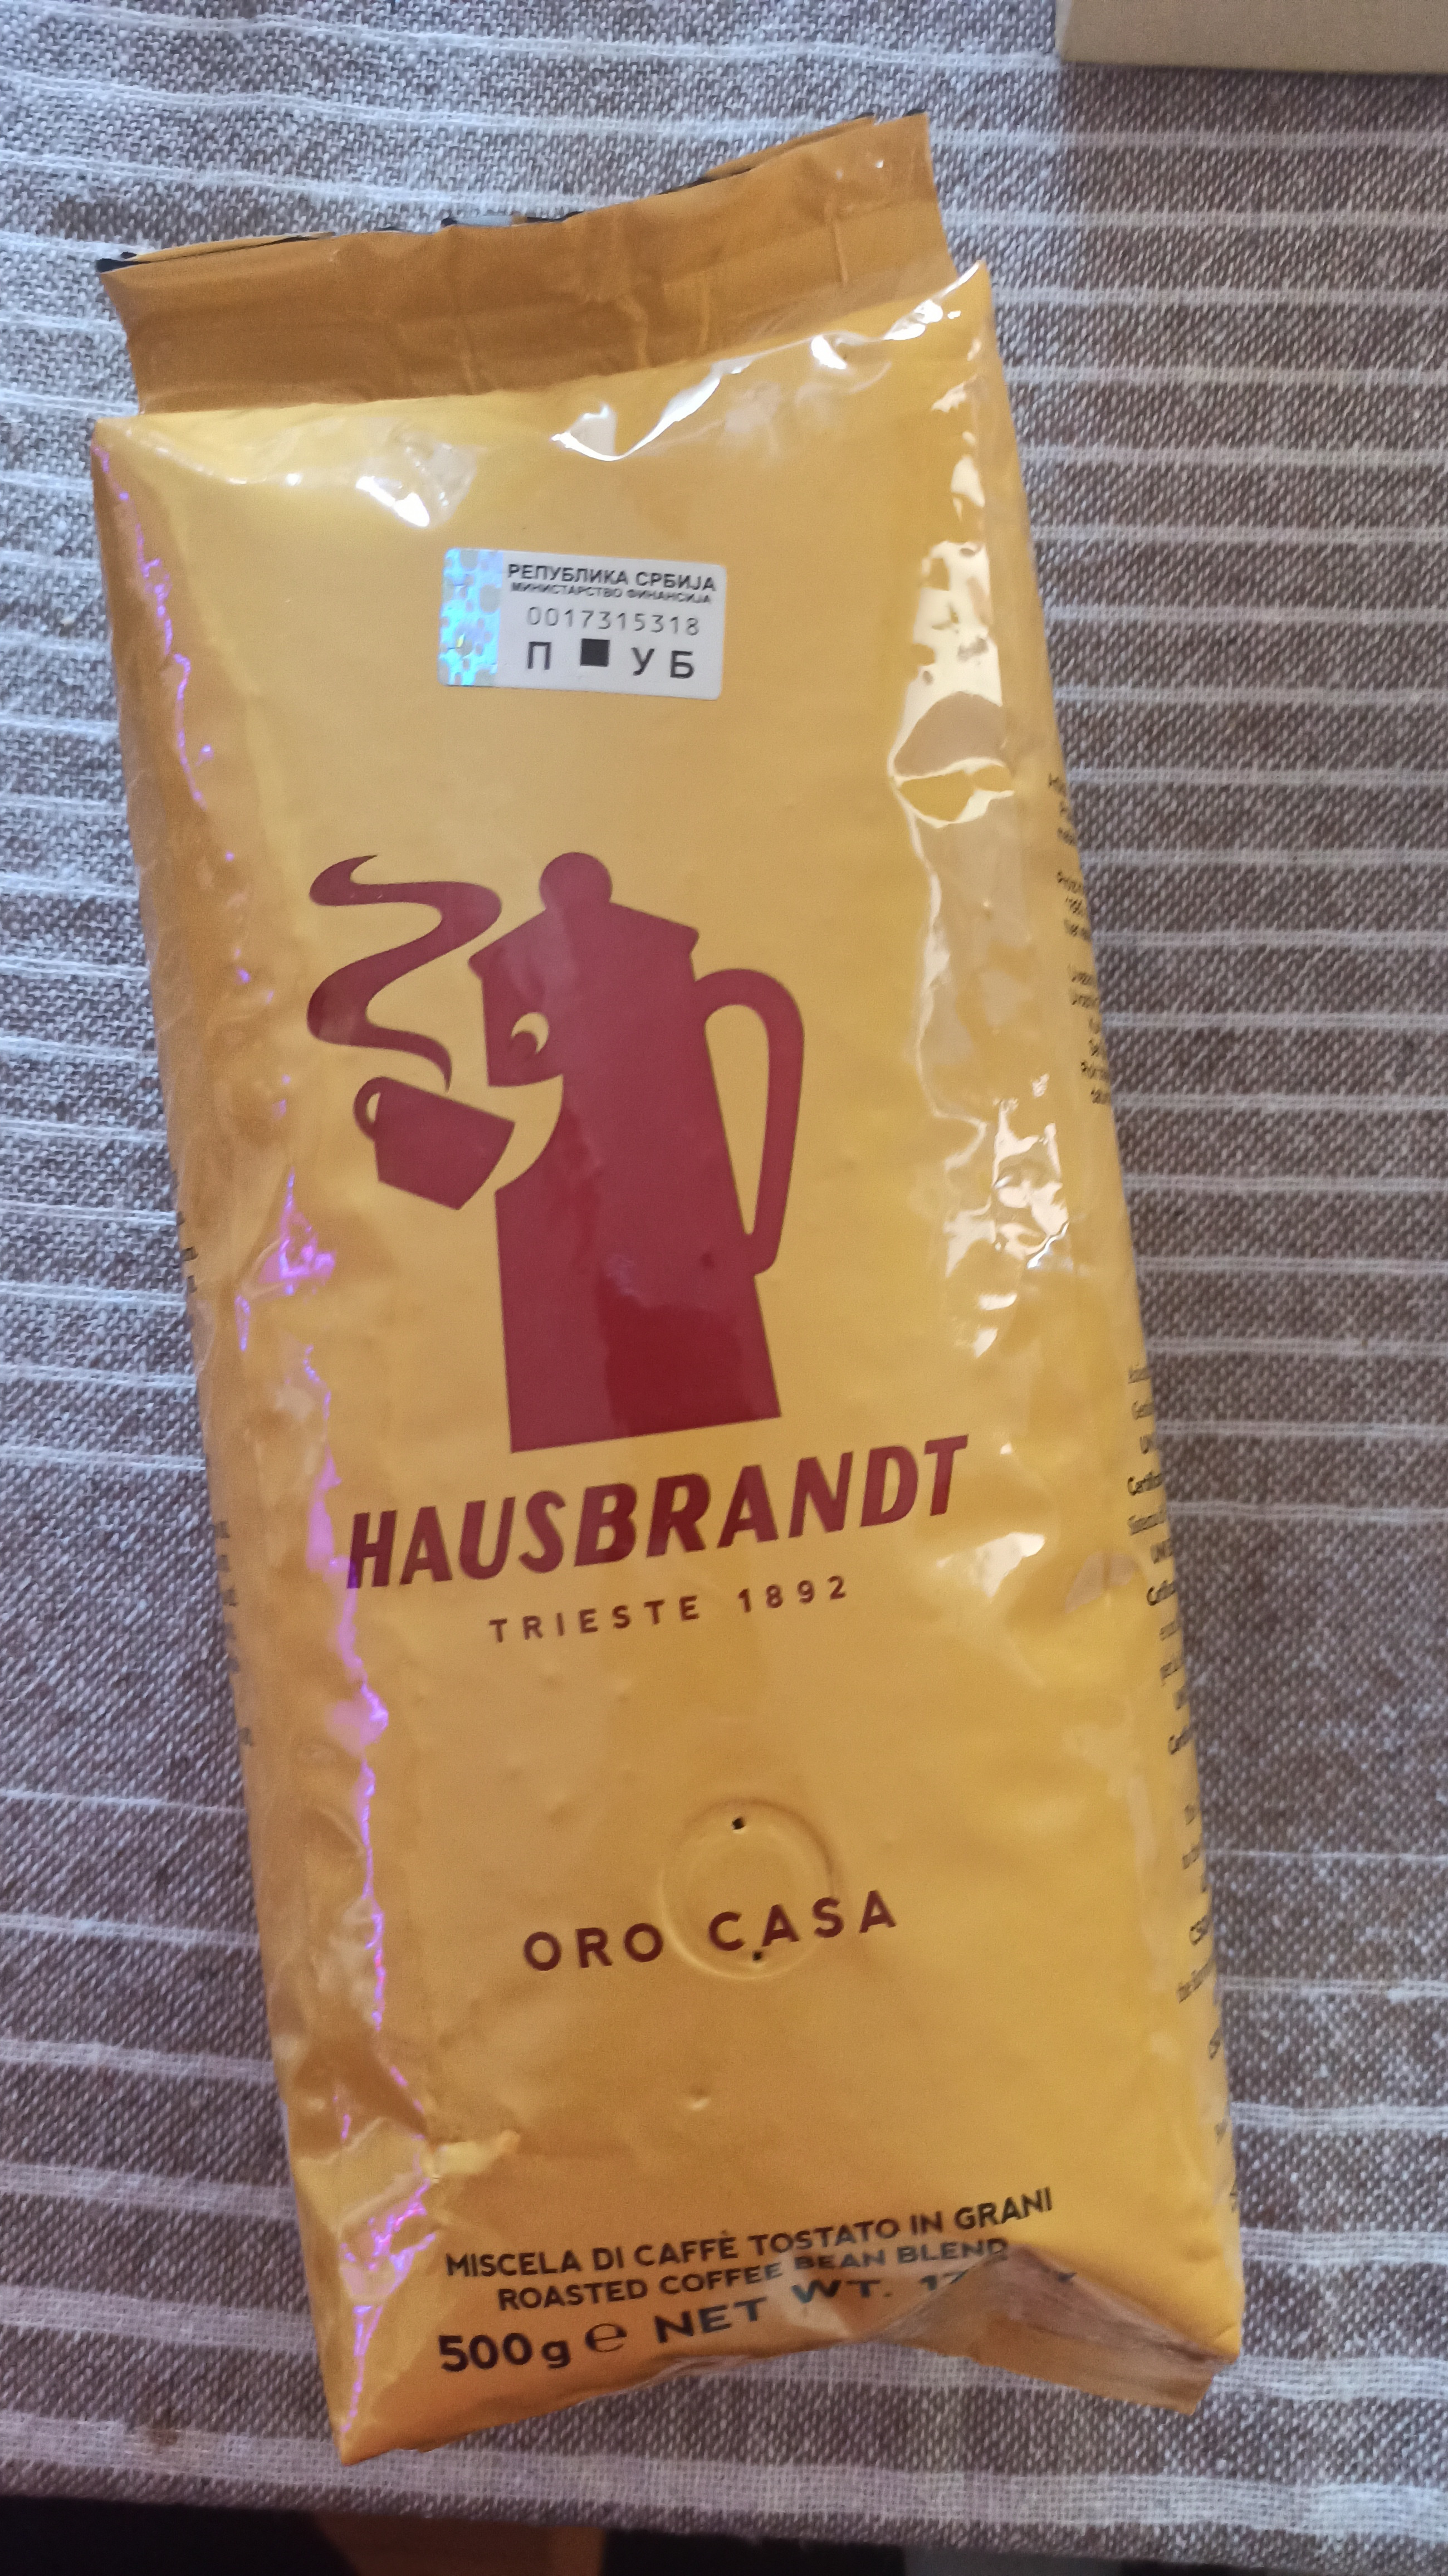 РЕПУБЛИКА СРБИЈА
МИНИСТАРСТВО ФИНАНСИЈА
0017315318
П ■ У Б
HAUSBRANDT
TRIESTE 1892
ORO CASA
MISCELA DI CAFFÈ TOSTATO IN GRANI
ROASTED COFFEE BEAN BLEND
500g e NET WT.